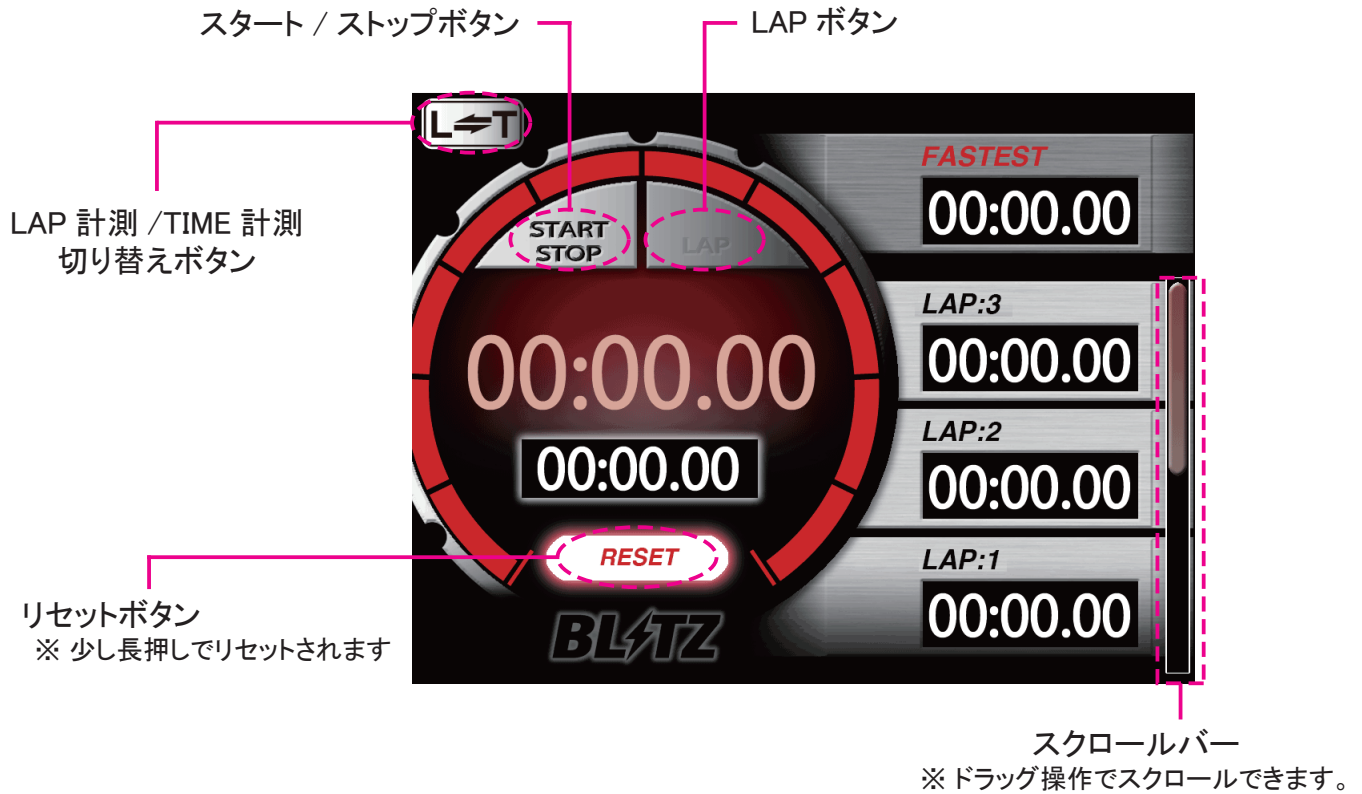 スタート / ストップボタン
LAP ボタン
L⇌T
LAP 計測 /TIME 計測
切り替えボタン
START
STOP
LAP
00:00.00
00:00.00
RESET
BLITZ
FASTEST
00:00.00
LAP:3
00:00.00
LAP:2
00:00.00
LAP:1
00:00.00
リセットボタン
※ 少し長押しでリセットされます
スクロールバー
※ ドラッグ操作でスクロールできます。